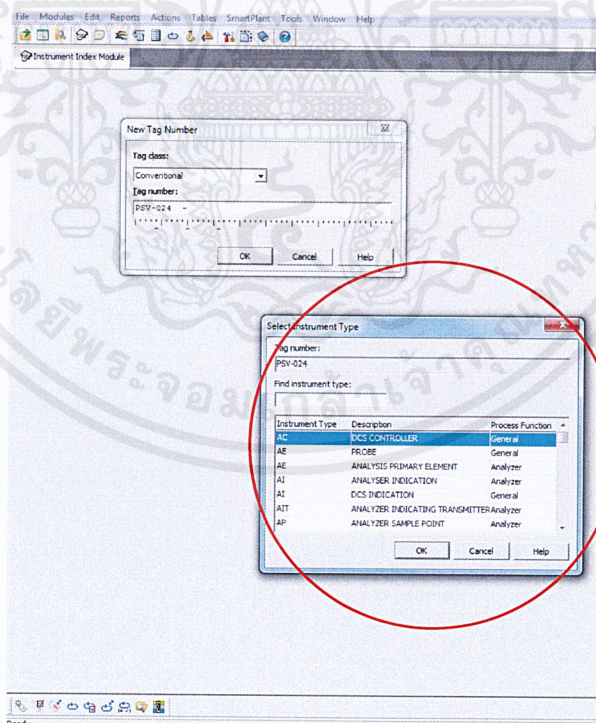 File Modules Edit Reports Actions Tables SmartPlant Tools Window Help
Instrument Index Module
New Tag Number
Tag class:
Conventional
Tag number:
PSV-024 -
OK Cancel Help
Select Instrument Type
Tag number:
PSV-024
Find instrument type:
Instrument Type Description Process Function
AC DCS CONTROLLER General
AE PROBE General
AE ANALYSIS PRIMARY ELEMENT Analyzer
AI ANALYSER INDICATION Analyzer
AI DCS INDICATION General
AIT ANALYZER INDICATING TRANSMITTER Analyzer
AP ANALYZER SAMPLE POINT Analyzer
OK Cancel Help